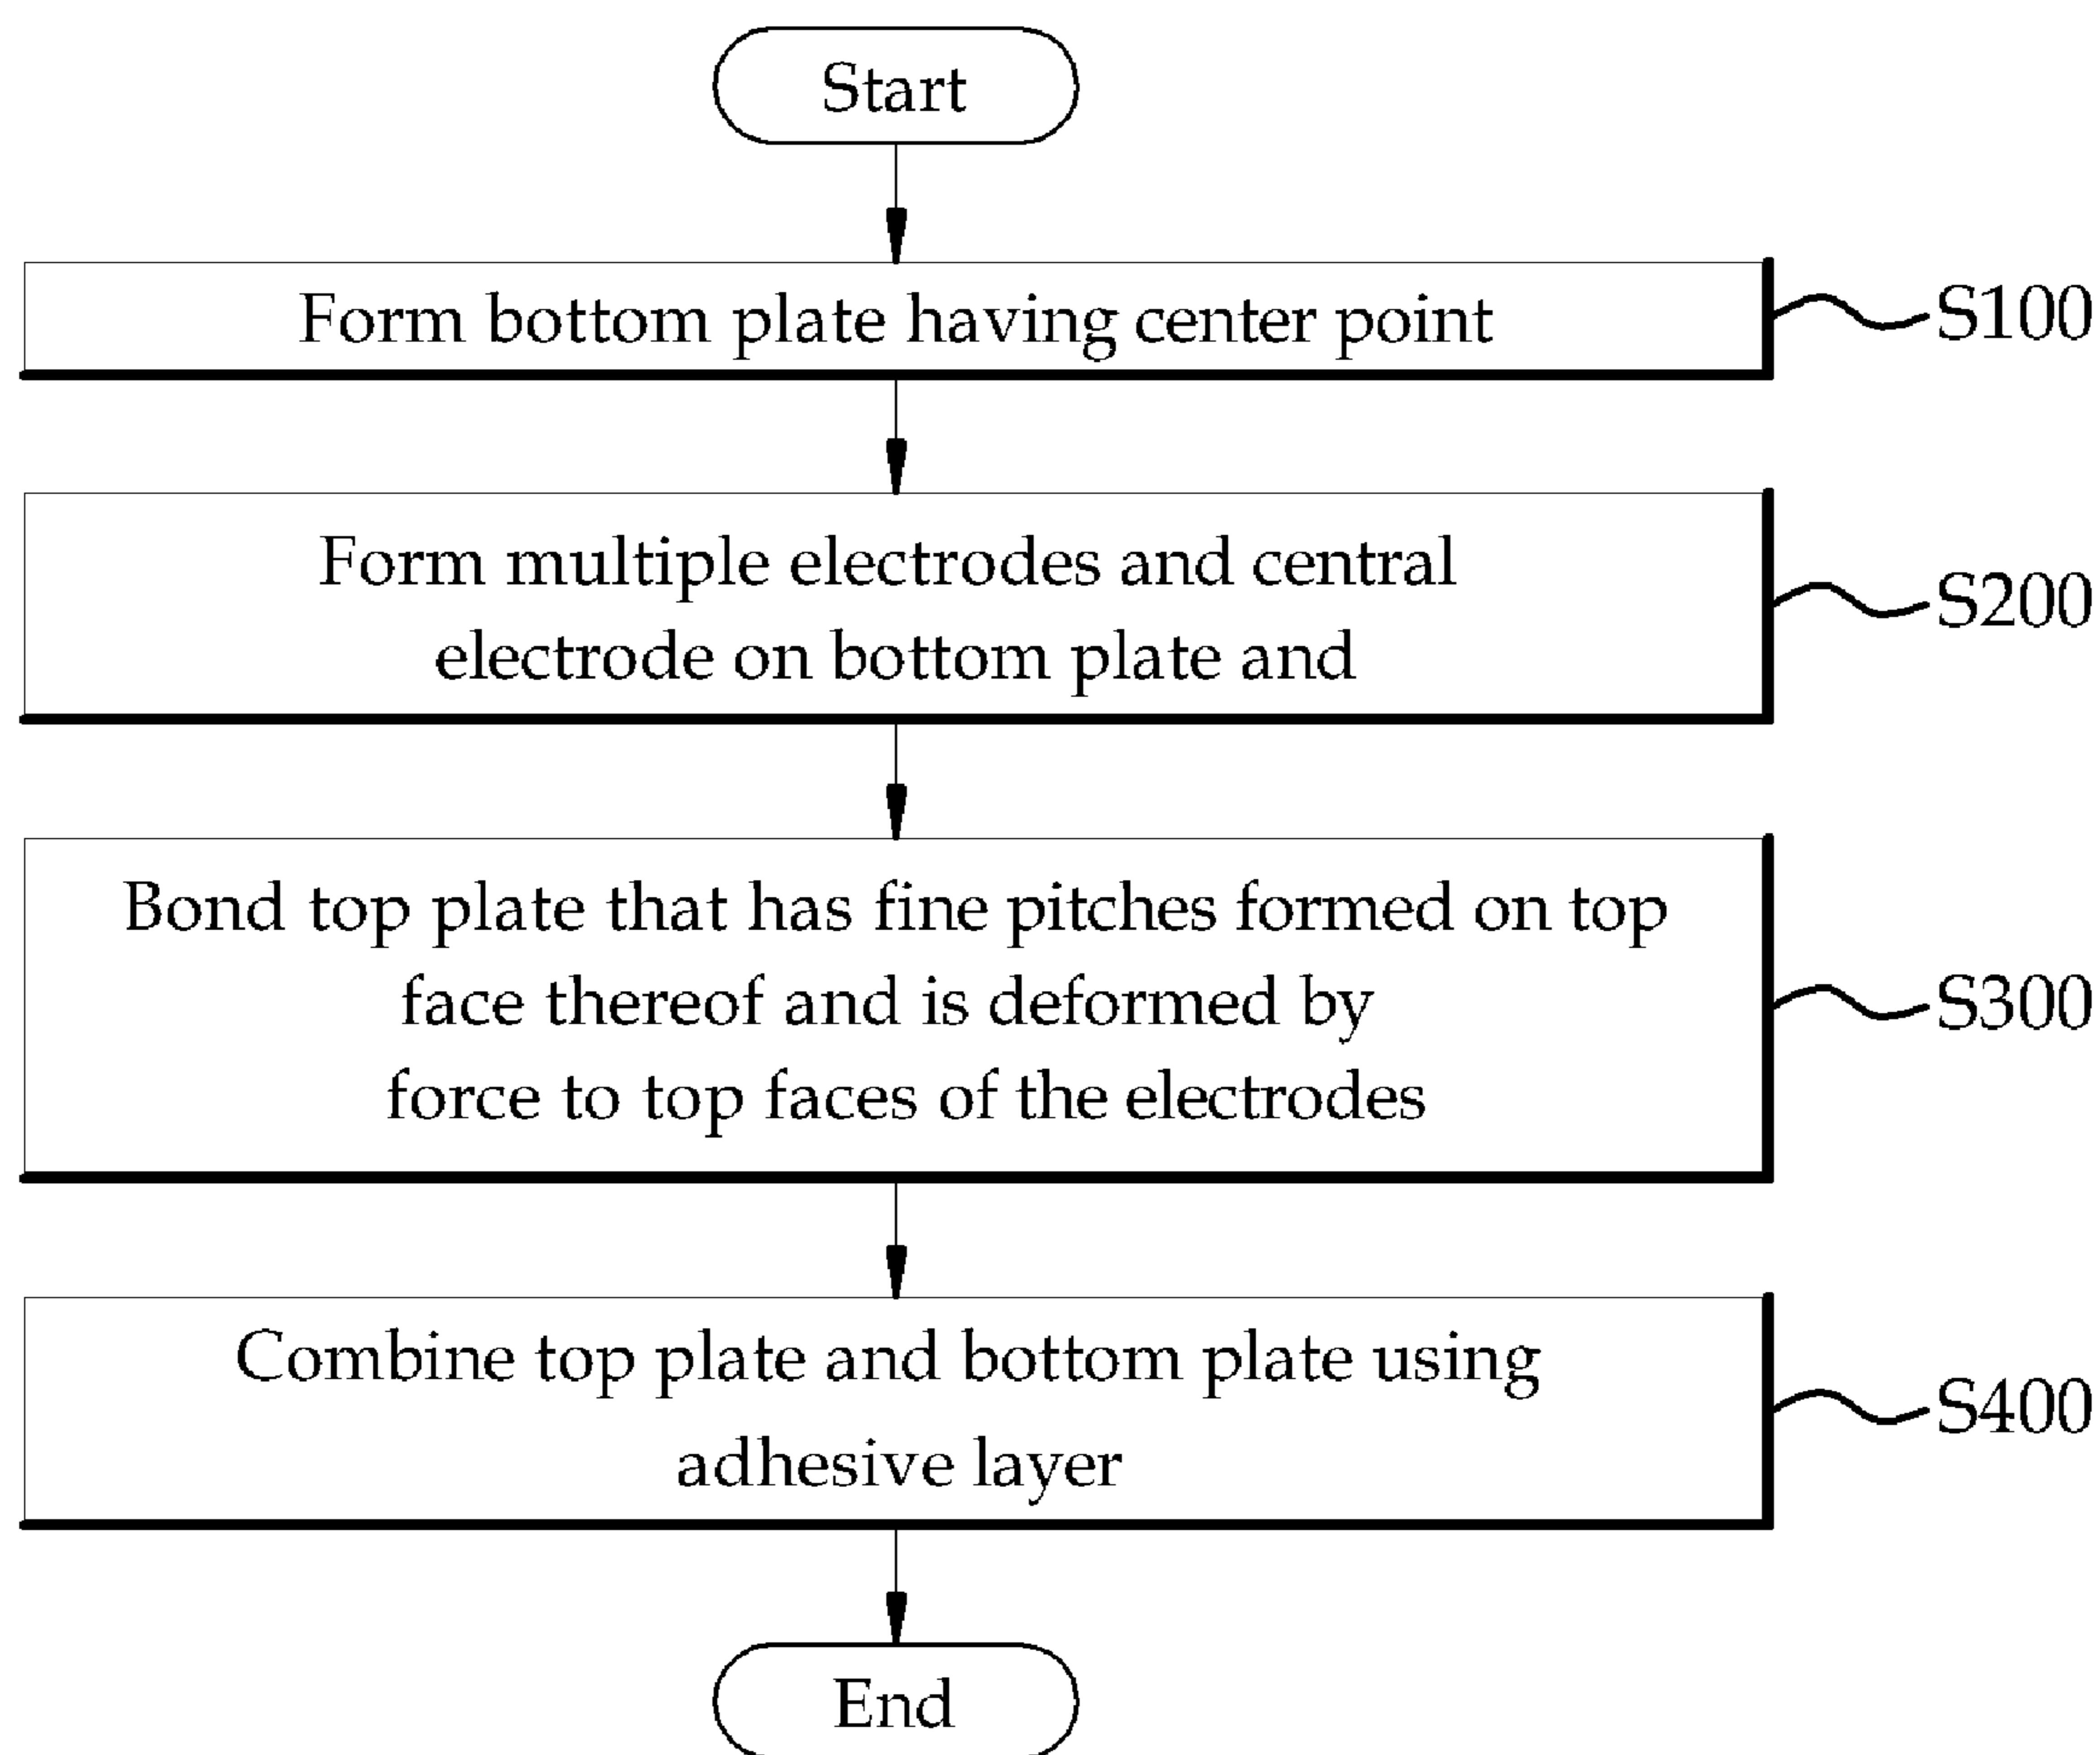 Start
Form bottom plate having center point
S100
Form multiple electrodes and central
electrode on bottom plate and
S200
Bond top plate that has fine pitches formed on top
face thereof and is deformed by
force to top faces of the electrodes
S300
Combine top plate and bottom plate using
adhesive layer
S400
End